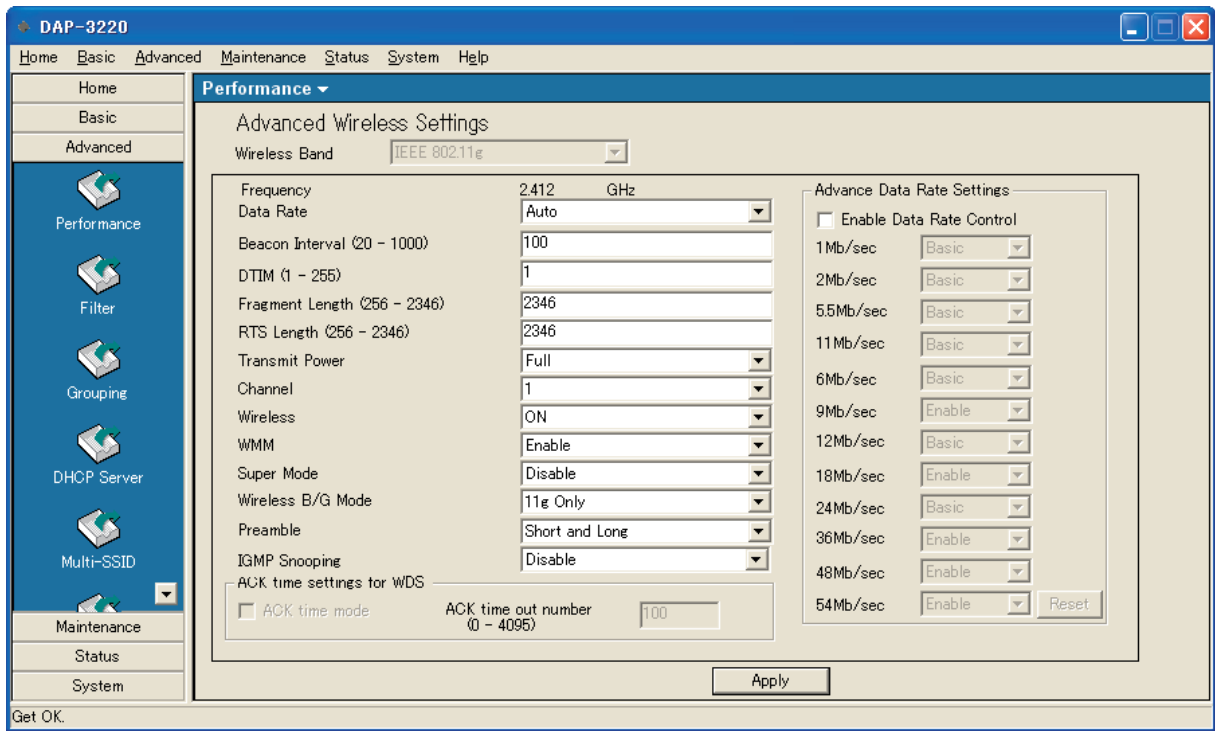 DAP-3220
Home Basic Advanced Maintenance Status System Help
Home
Basic
Advanced
Performance
Filter
Grouping
DHCP Server
Multi-SSID
Maintenance
Status
System
Performance
Advanced Wireless Settings
Wireless Band IEEE 802.11g
Frequency 2.412 GHz
Data Rate Auto
Beacon Interval (20 - 1000) 100
DTIM (1 - 255) 1
Fragment Length (256 - 2346) 2346
RTS Length (256 - 2346) 2346
Transmit Power Full
Channel 1
Wireless ON
WMM Enable
Super Mode Disable
Wireless B/G Mode 11g Only
Preamble Short and Long
IGMP Snooping Disable
ACK time settings for WDS
ACK time mode ACK time out number 100
(0 - 4095)
Advance Data Rate Settings
Enable Data Rate Control
1Mb/sec Basic
2Mb/sec Basic
5.5Mb/sec Basic
11Mb/sec Basic
6Mb/sec Basic
9Mb/sec Enable
12Mb/sec Basic
18Mb/sec Enable
24Mb/sec Basic
36Mb/sec Enable
48Mb/sec Enable
54Mb/sec Enable Reset
Apply
Get OK.